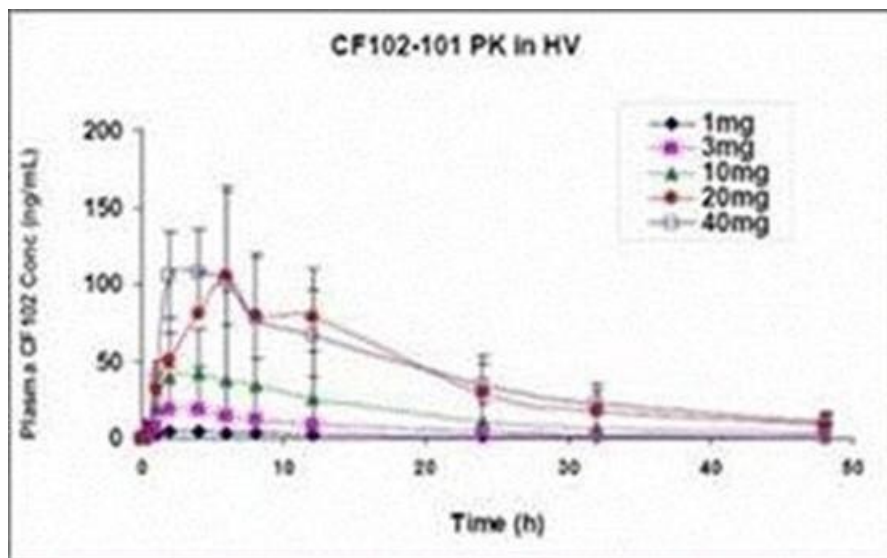 CF102-101 PK in HV
1mg
3mg
10mg
20mg
40mg
Plasma CF102 Conc (ng/mL)
200
150
100
50
0
0 10 20 30 40 50
Time (h)